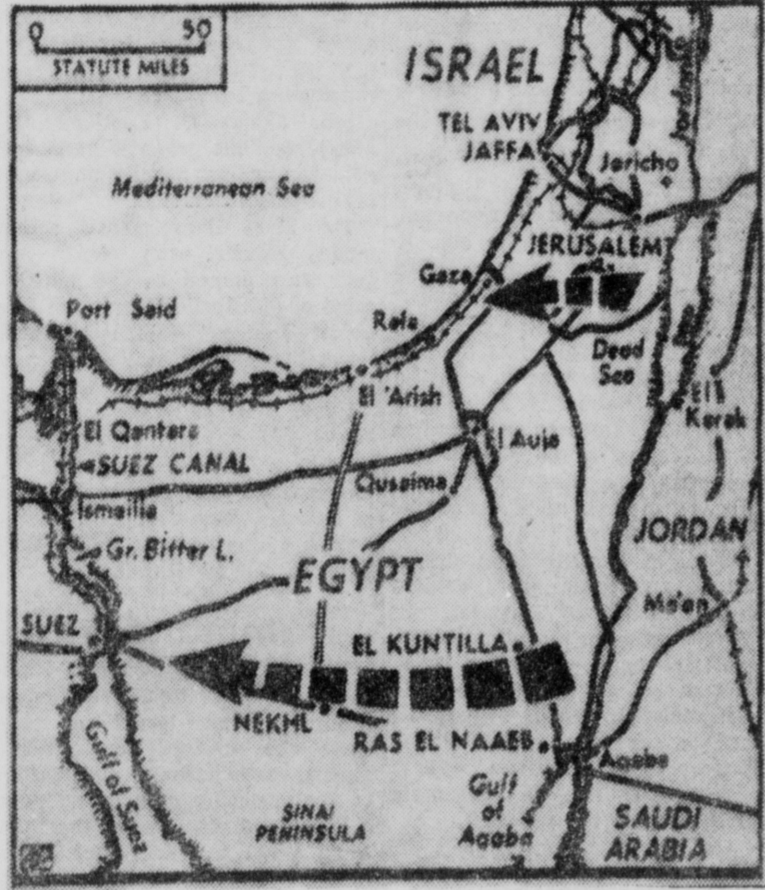 0 50
STATUTE MILES
ISRAEL
TEL AVIV
JAFFA
Jordan
Jericho
Mediterranean Sea
JERUSALEM
Gaza
Port Said
Rafa
Dead
Sea
El 'Arish
El
Kerak
El Qantara
El Auja
SUEZ CANAL
Qusaima
Ismailia
JORDAN
Gr. Bitter L.
EGYPT
Ma'an
SUEZ
EL KUNTILLA
NEKHL
RAS EL NAAEB
Aqaba
Gulf of Suez
Gulf
of
Aqaba
SINAI
PENINSULA
SAUDI
ARABIA